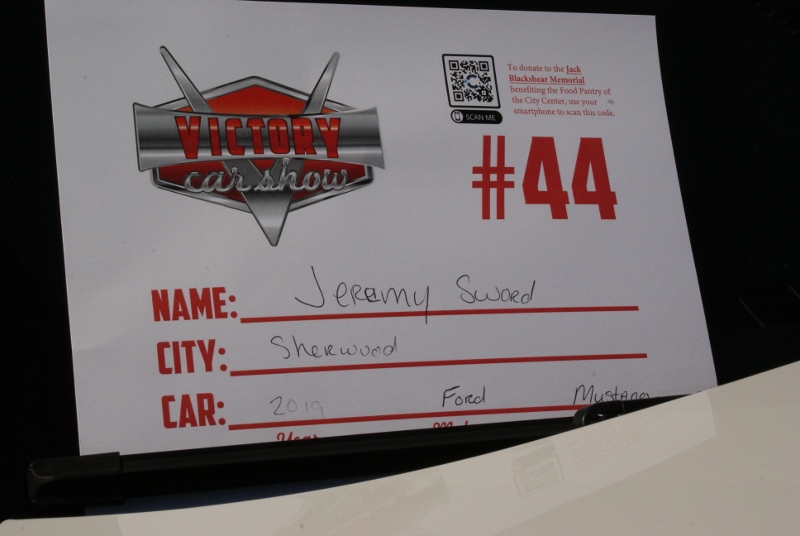 VICTORY
car show
SCAN ME
To donate to the Jack
Blackshear Memorial
benefiting the Food Pantry of
the City Center, use your
smartphone to scan this code.
#44
NAME: Jeremy Sword
CITY: Sherwood
CAR: 2019 Ford Mustang
Year